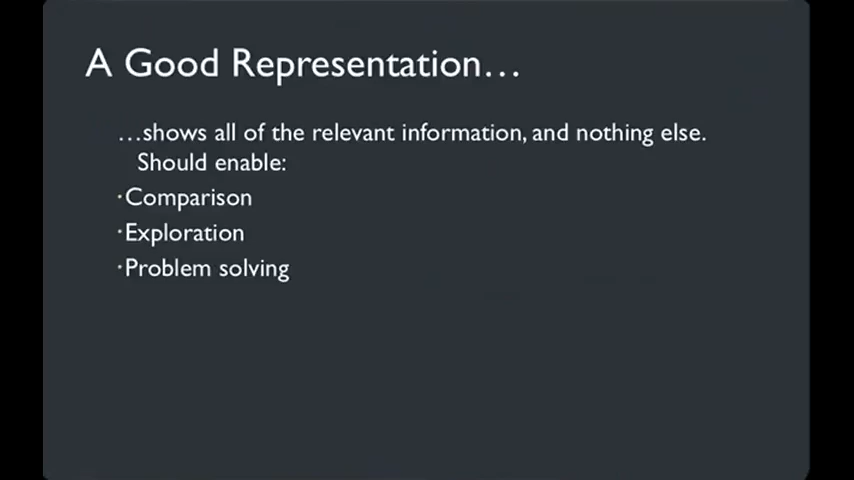 A Good Representation…
…shows all of the relevant information, and nothing else.
Should enable:
·Comparison
·Exploration
·Problem solving